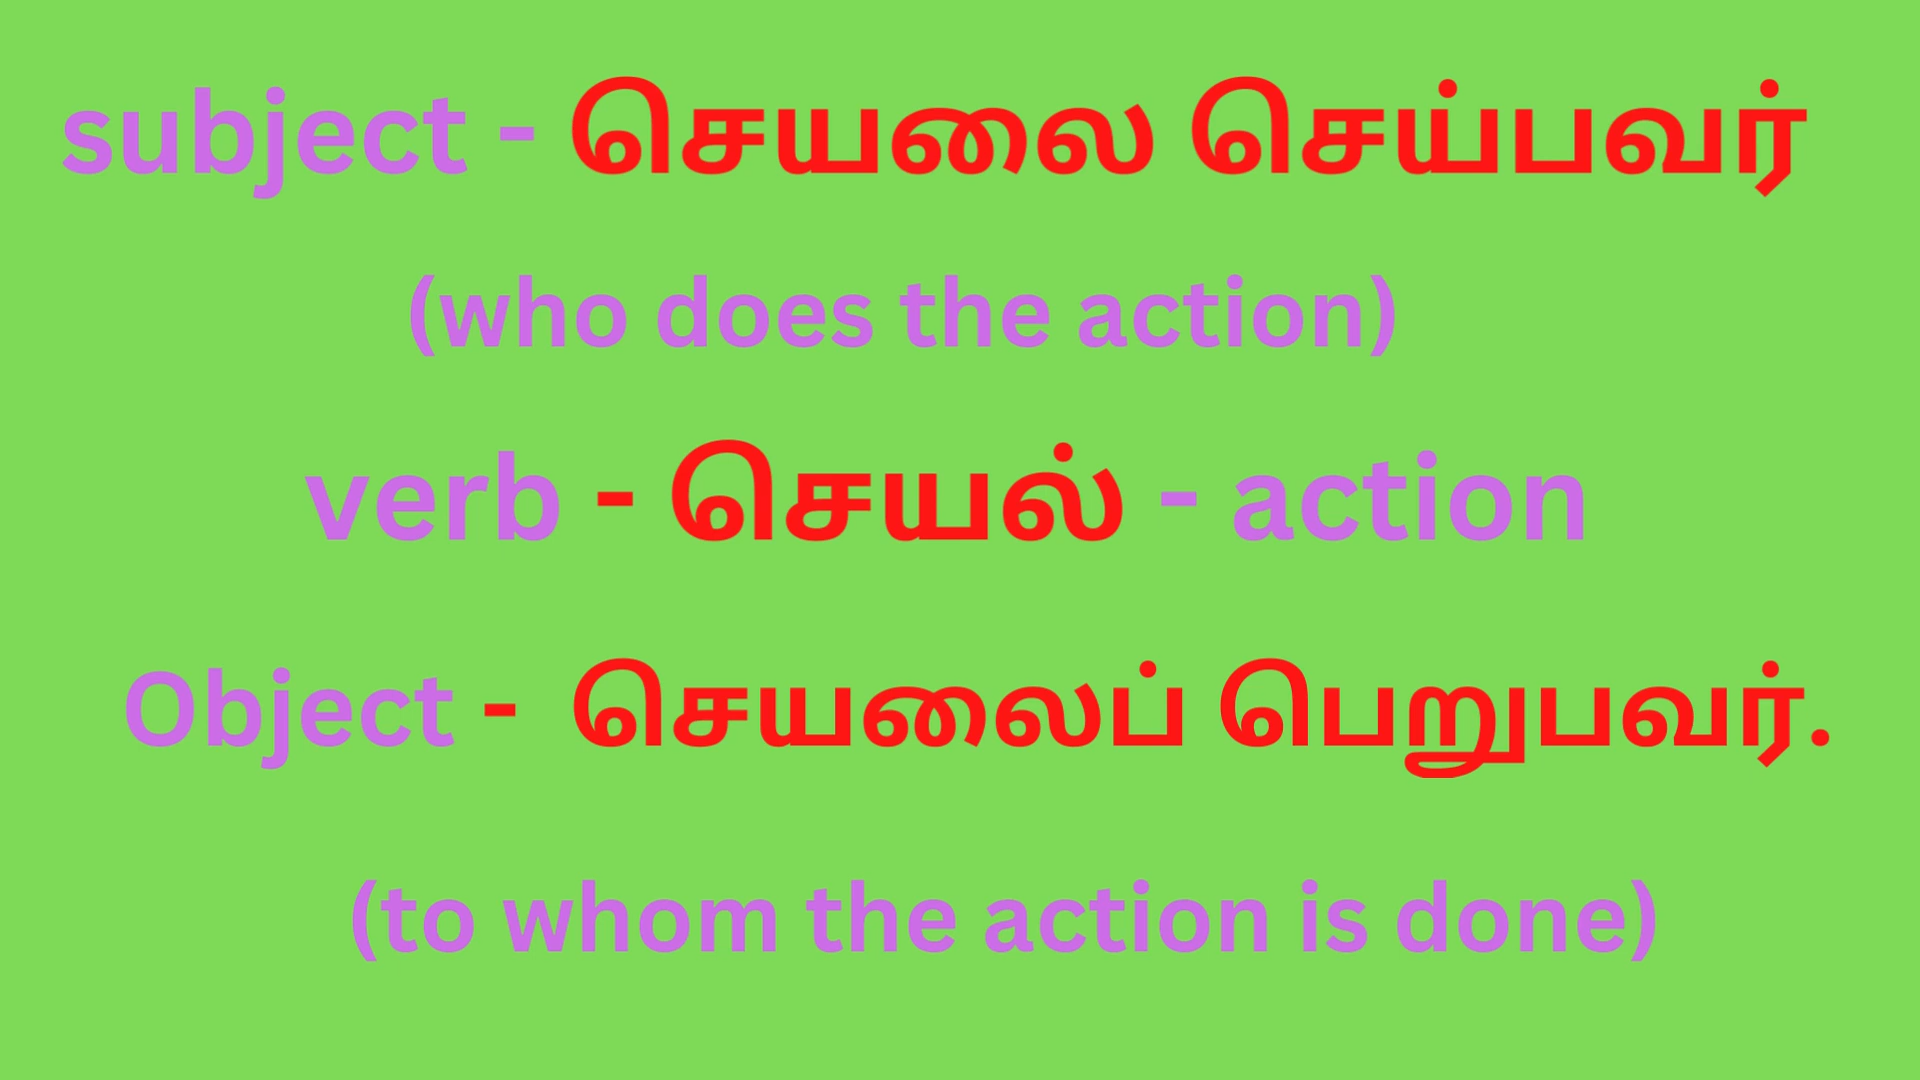 subject - செயலை செய்பவர்
(who does the action)
verb - செயல் - action
Object - செயலைப் பெறுபவர்.
(to whom the action is done)